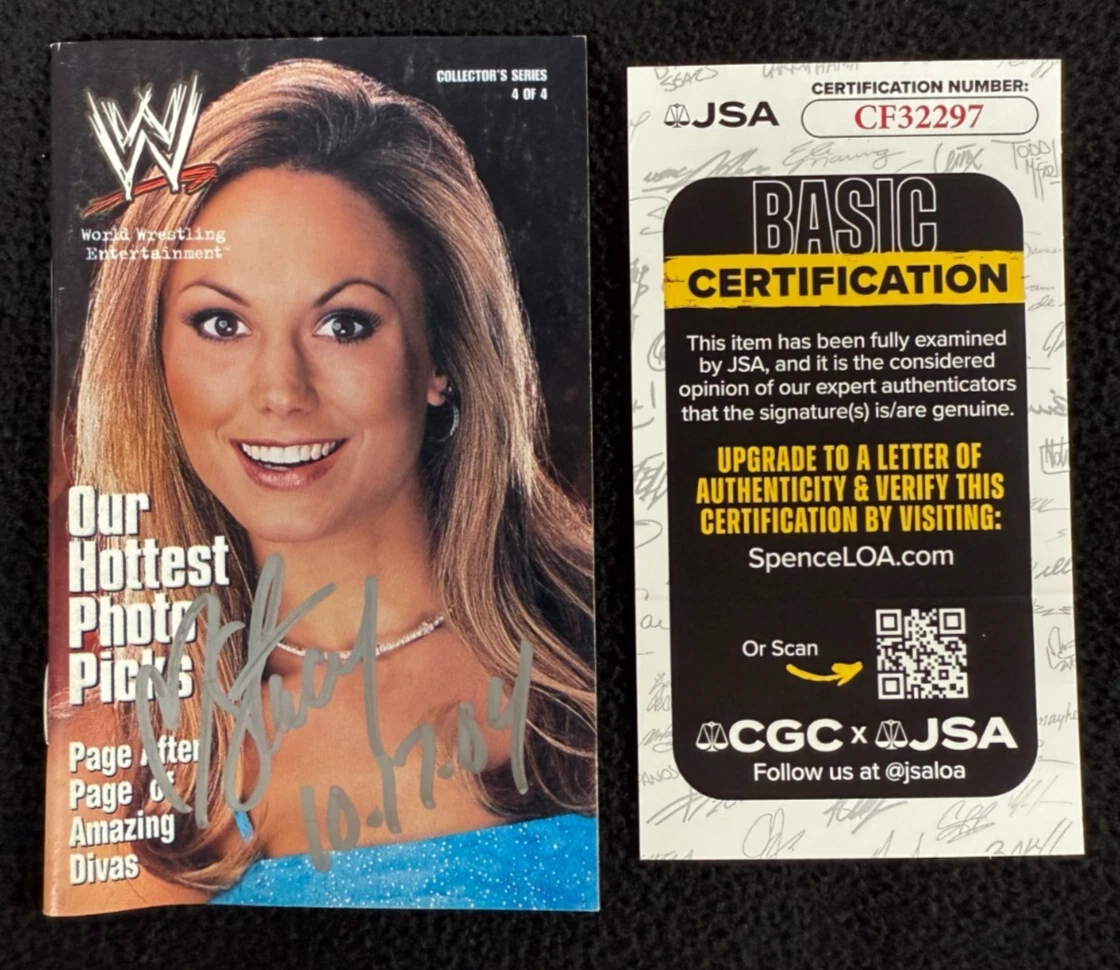 COLLECTOR'S SERIES
4 OF 4
W
World Wrestling
Entertainment™
Our
Hottest
Photo
Picks
Page After
Page of
Amazing
Divas
Stacy
10.17.04
JSA
CERTIFICATION NUMBER:
CF32297
BASIC
CERTIFICATION
This item has been fully examined
by JSA, and it is the considered
opinion of our expert authenticators
that the signature(s) is/are genuine.
UPGRADE TO A LETTER OF
AUTHENTICITY & VERIFY THIS
CERTIFICATION BY VISITING:
SpenceLOA.com
Or Scan
CGC x JSA
Follow us at @jsaloa